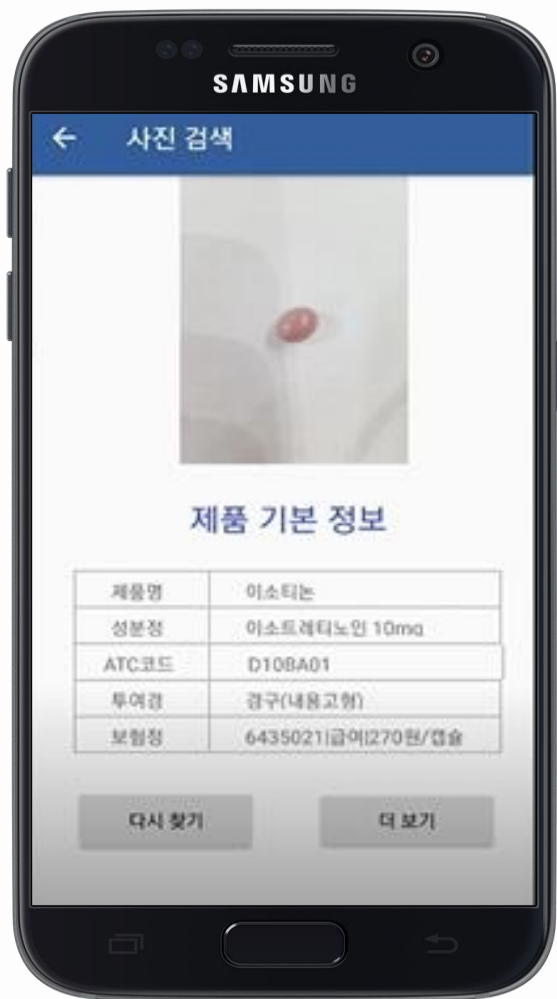 SAMSUNG
사진 검색
제품 기본 정보
제품명 이소티논
성분정 이소트레티노인 10mg
ATC코드 D10BA01
투여경 경구(내용고형)
보험정 6435021|급여|270원/캡슐
다시 찾기 더 보기